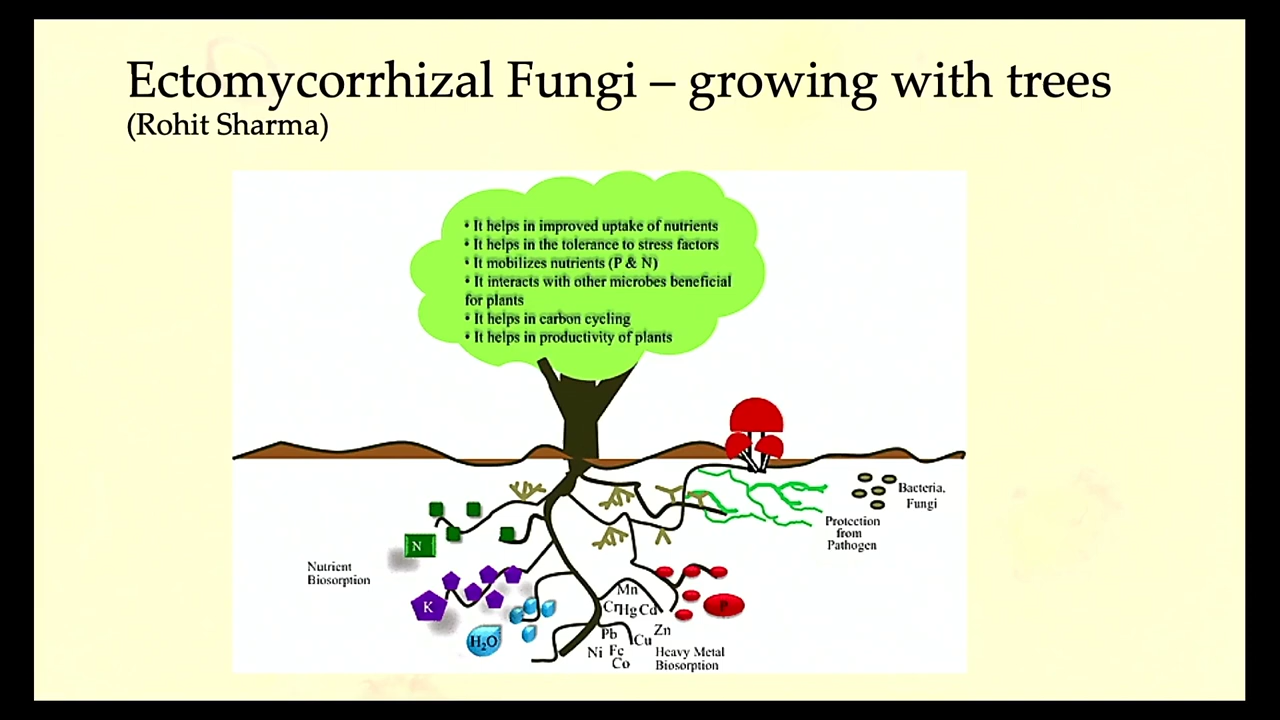 Ectomycorrhizal Fungi – growing with trees
(Rohit Sharma)
• It helps in improved uptake of nutrients
• It helps in the tolerance to stress factors
• It mobilizes nutrients (P & N)
• It interacts with other microbes beneficial
for plants
• It helps in carbon cycling
• It helps in productivity of plants
Bacteria,
Fungi
Protection
from
Pathogen
N
Nutrient
Biosorption
K
H₂O
P
Mn
Cr Hg Cd
Pb Cu Zn
Ni Fe
Co
Heavy Metal
Biosorption